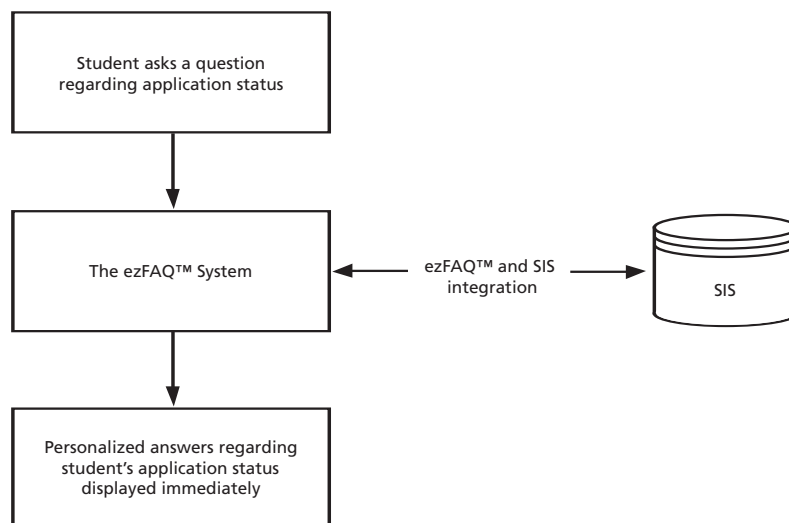 Student asks a question
regarding application status
The ezFAQ™ System
ezFAQ™ and SIS
integration
SIS
Personalized answers regarding
student’s application status
displayed immediately